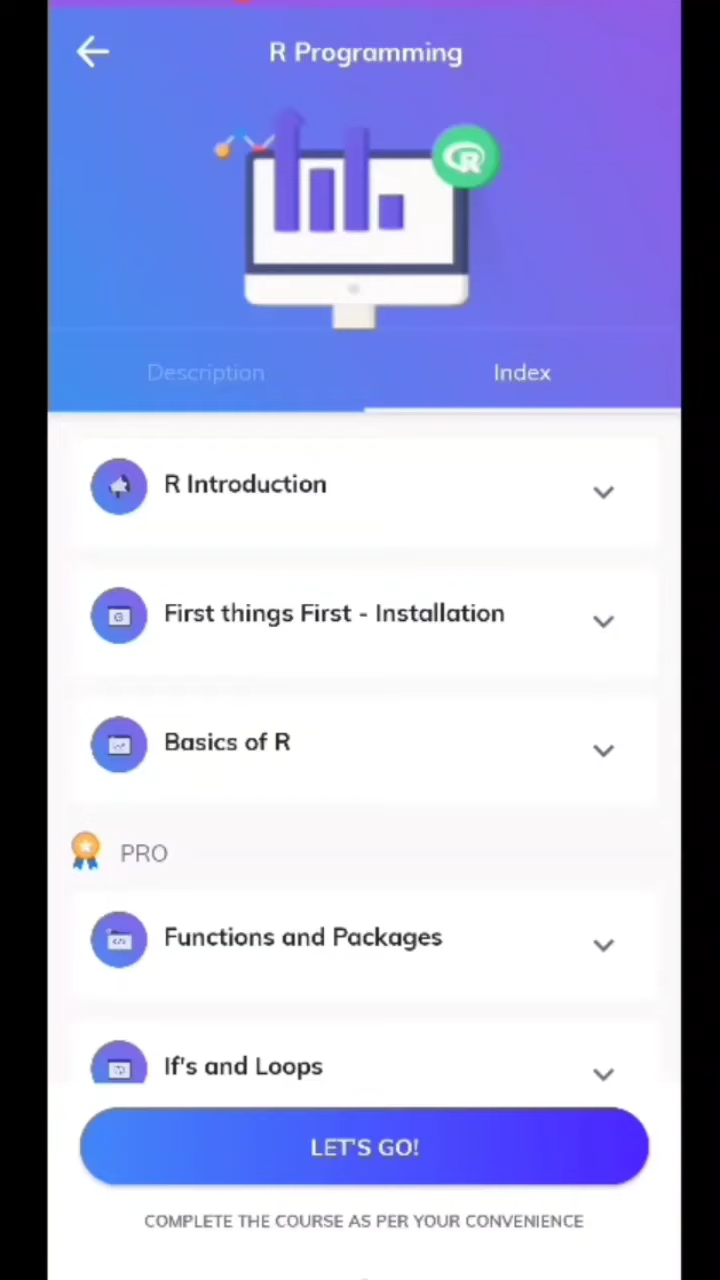 R Programming
R
Description
Index
R Introduction
First things First - Installation
Basics of R
PRO
Functions and Packages
If's and Loops
LET'S GO!
COMPLETE THE COURSE AS PER YOUR CONVENIENCE